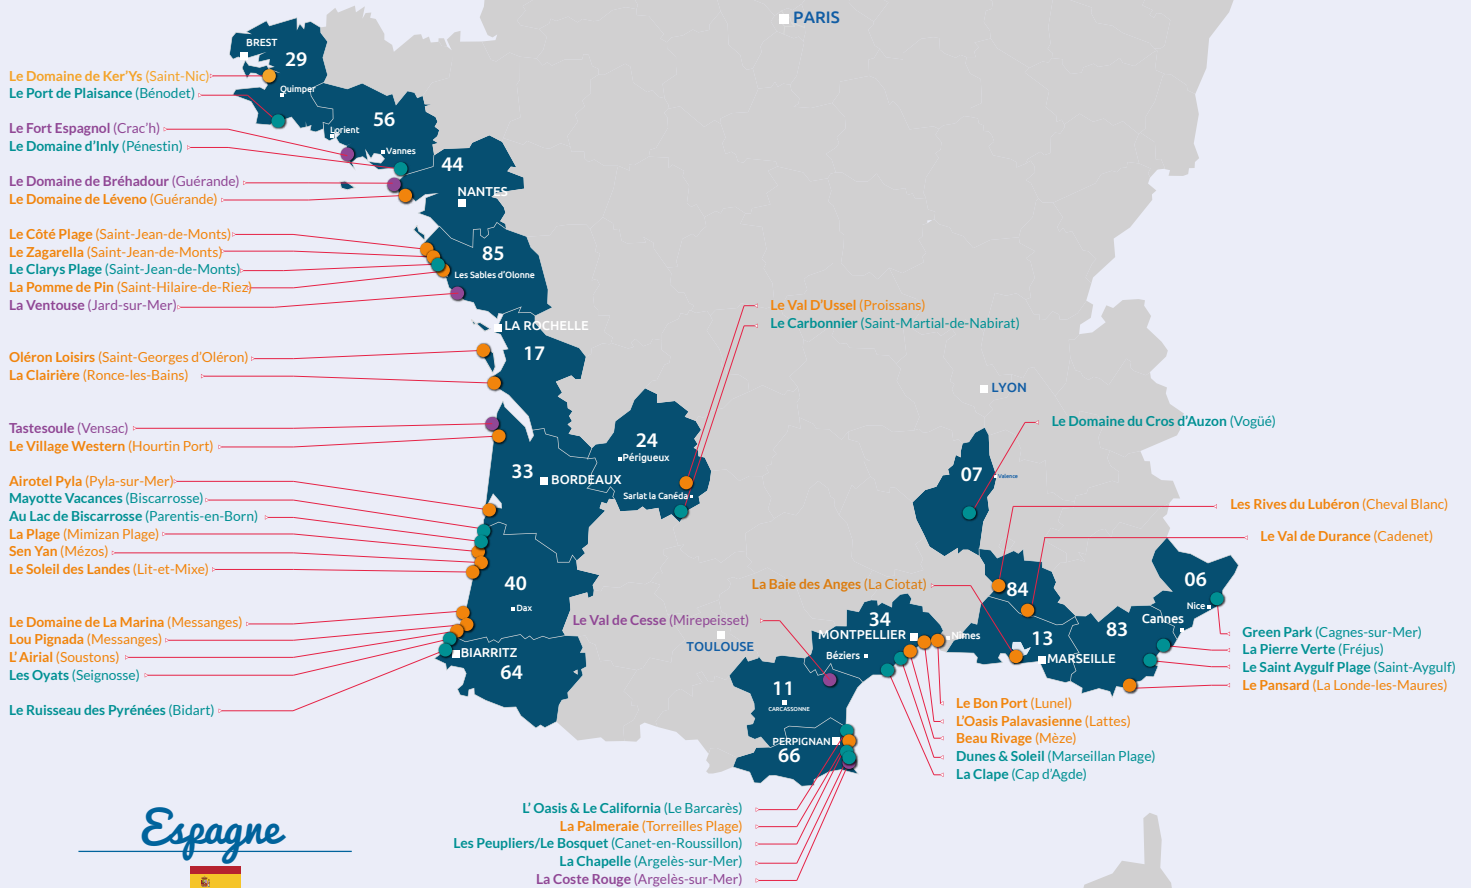 PARIS
BREST
29
Le Domaine de Ker'Ys (Saint-Nic)
Quimper
Le Port de Plaisance (Bénodet)
56
Lorient
Le Fort Espagnol (Crac'h)
Le Domaine d'Inly (Pénestin)
Vannes
44
Le Domaine de Bréhadour (Guérande)
NANTES
Le Domaine de Léveno (Guérande)
Le Côté Plage (Saint-Jean-de-Monts)
Le Zagarella (Saint-Jean-de-Monts)
85
Le Clarys Plage (Saint-Jean-de-Monts)
Les Sables d'Olonne
La Pomme de Pin (Saint-Hilaire-de-Riez)
La Ventouse (Jard-sur-Mer)
Le Val D'Ussel (Proissans)
Le Carbonnier (Saint-Martial-de-Nabirat)
LA ROCHELLE
17
Oléron Loisirs (Saint-Georges d'Oléron)
La Clairière (Ronce-les-Bains)
LYON
Tastesoule (Vensac)
Le Village Western (Hourtin Port)
Le Domaine du Cros d'Auzon (Vogüé)
24
Périgueux
33
BORDEAUX
07
Valence
Airotel Pyla (Pyla-sur-Mer)
Mayotte Vacances (Biscarrosse)
Sarlat la Canéda
Au Lac de Biscarrosse (Parentis-en-Born)
Les Rives du Lubéron (Cheval Blanc)
La Plage (Mimizan Plage)
Le Val de Durance (Cadenet)
Sen Yan (Mézos)
Le Soleil des Landes (Lit-et-Mixe)
40
Dax
La Baie des Anges (La Ciotat)
84
06
Nice
Le Domaine de La Marina (Messanges)
Le Val de Cesse (Mirepeisset)
34
Cannes
83
Lou Pignada (Messanges)
TOULOUSE
MONTPELLIER
Nîmes
13
Green Park (Cagnes-sur-Mer)
L' Airial (Soustons)
BIARRITZ
Béziers
MARSEILLE
La Pierre Verte (Fréjus)
Les Oyats (Seignosse)
64
Le Saint Aygulf Plage (Saint-Aygulf)
11
CARCASSONNE
Le Pansard (La Londe-les-Maures)
Le Ruisseau des Pyrénées (Bidart)
Le Bon Port (Lunel)
L'Oasis Palavasienne (Lattes)
PERPIGNAN
Beau Rivage (Mèze)
66
Dunes & Soleil (Marseillan Plage)
La Clape (Cap d'Agde)
L' Oasis & Le California (Le Barcarès)
La Palmeraie (Torreilles Plage)
Les Peupliers/Le Bosquet (Canet-en-Roussillon)
La Chapelle (Argelès-sur-Mer)
La Coste Rouge (Argelès-sur-Mer)
Espagne